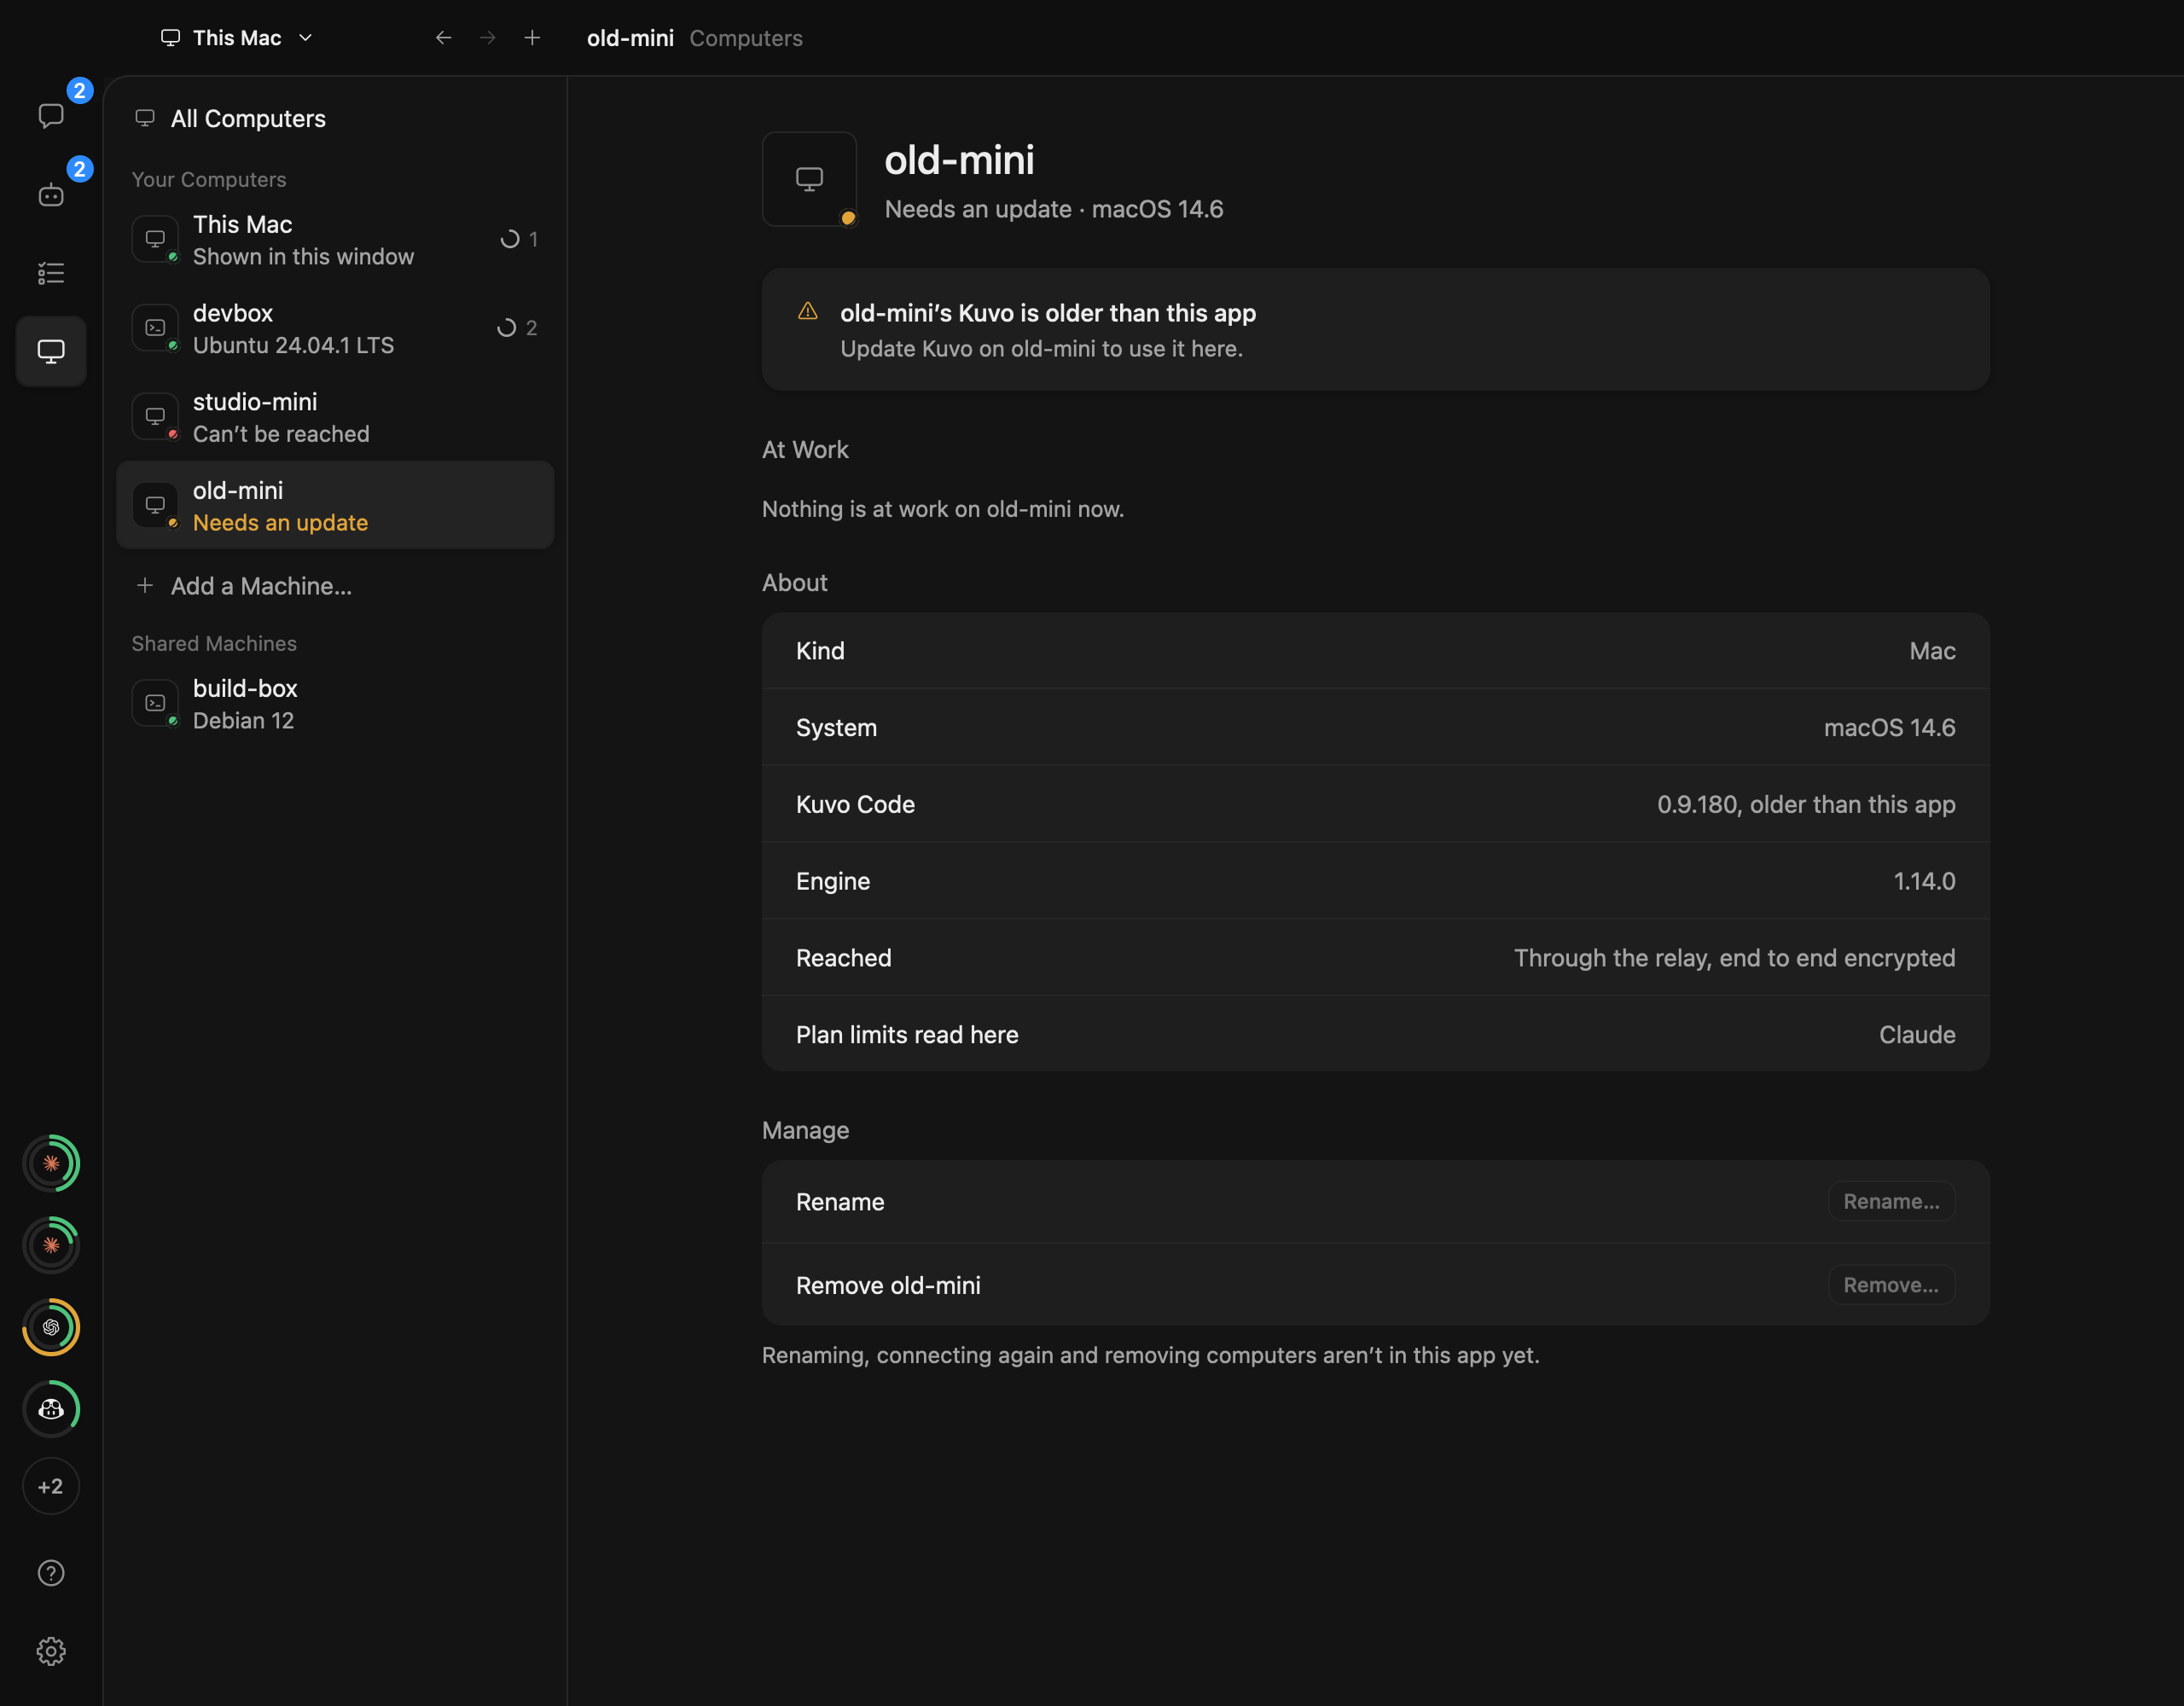 This Mac
old-mini Computers
2
2
All Computers
Your Computers
This Mac
Shown in this window
1
devbox
Ubuntu 24.04.1 LTS
2
studio-mini
Can’t be reached
old-mini
Needs an update
Add a Machine...
Shared Machines
build-box
Debian 12
+2
old-mini
Needs an update · macOS 14.6
old-mini’s Kuvo is older than this app
Update Kuvo on old-mini to use it here.
At Work
Nothing is at work on old-mini now.
About
Kind Mac
System macOS 14.6
Kuvo Code 0.9.180, older than this app
Engine 1.14.0
Reached Through the relay, end to end encrypted
Plan limits read here Claude
Manage
Rename Rename...
Remove old-mini Remove...
Renaming, connecting again and removing computers aren’t in this app yet.